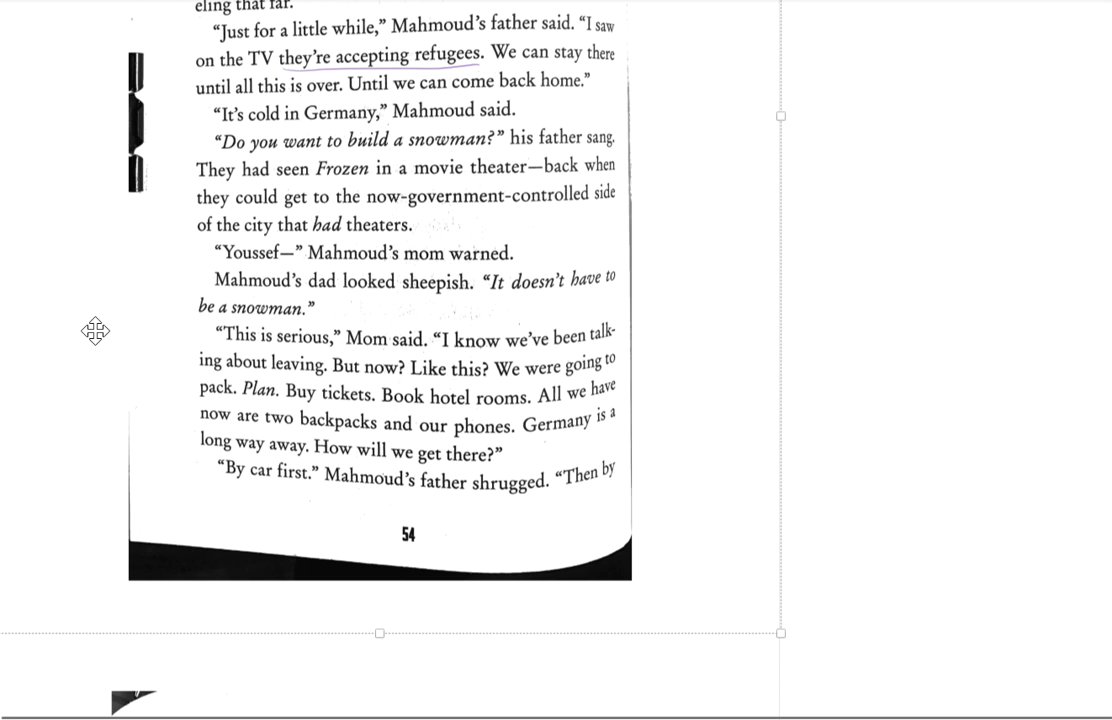 eling that far.
“Just for a little while,” Mahmoud’s father said. “I saw
on the TV they’re accepting refugees. We can stay there
until all this is over. Until we can come back home.”
“It’s cold in Germany,” Mahmoud said.
“Do you want to build a snowman?” his father sang.
They had seen Frozen in a movie theater—back when
they could get to the now-government-controlled side
of the city that had theaters.
“Youssef—” Mahmoud’s mom warned.
Mahmoud’s dad looked sheepish. “It doesn’t have to
be a snowman.”
“This is serious,” Mom said. “I know we’ve been talk-
ing about leaving. But now? Like this? We were going to
pack. Plan. Buy tickets. Book hotel rooms. All we have
now are two backpacks and our phones. Germany is a
long way away. How will we get there?”
“By car first.” Mahmoud’s father shrugged. “Then by
54